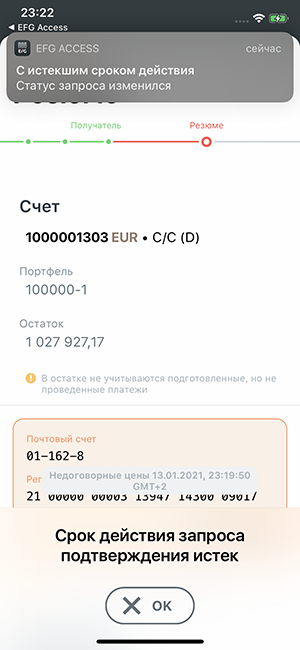 23:22
◀ EFG Access
EFG ACCESS
сейчас
С истекшим сроком действия
Статус запроса изменился
Получатель
Резюме
Счет
1000001303 EUR • C/C (D)
Портфель
100000-1
Остаток
1 027 927,17
В остатке не учитываются подготовленные, но не
проведенные платежи
Почтовый счет
01–162–8
Недоговорные цены 13.01.2021, 23:19:50
GMT+2
21 00000 00003 13947 14300 09017
Срок действия запроса
подтверждения истек
OK